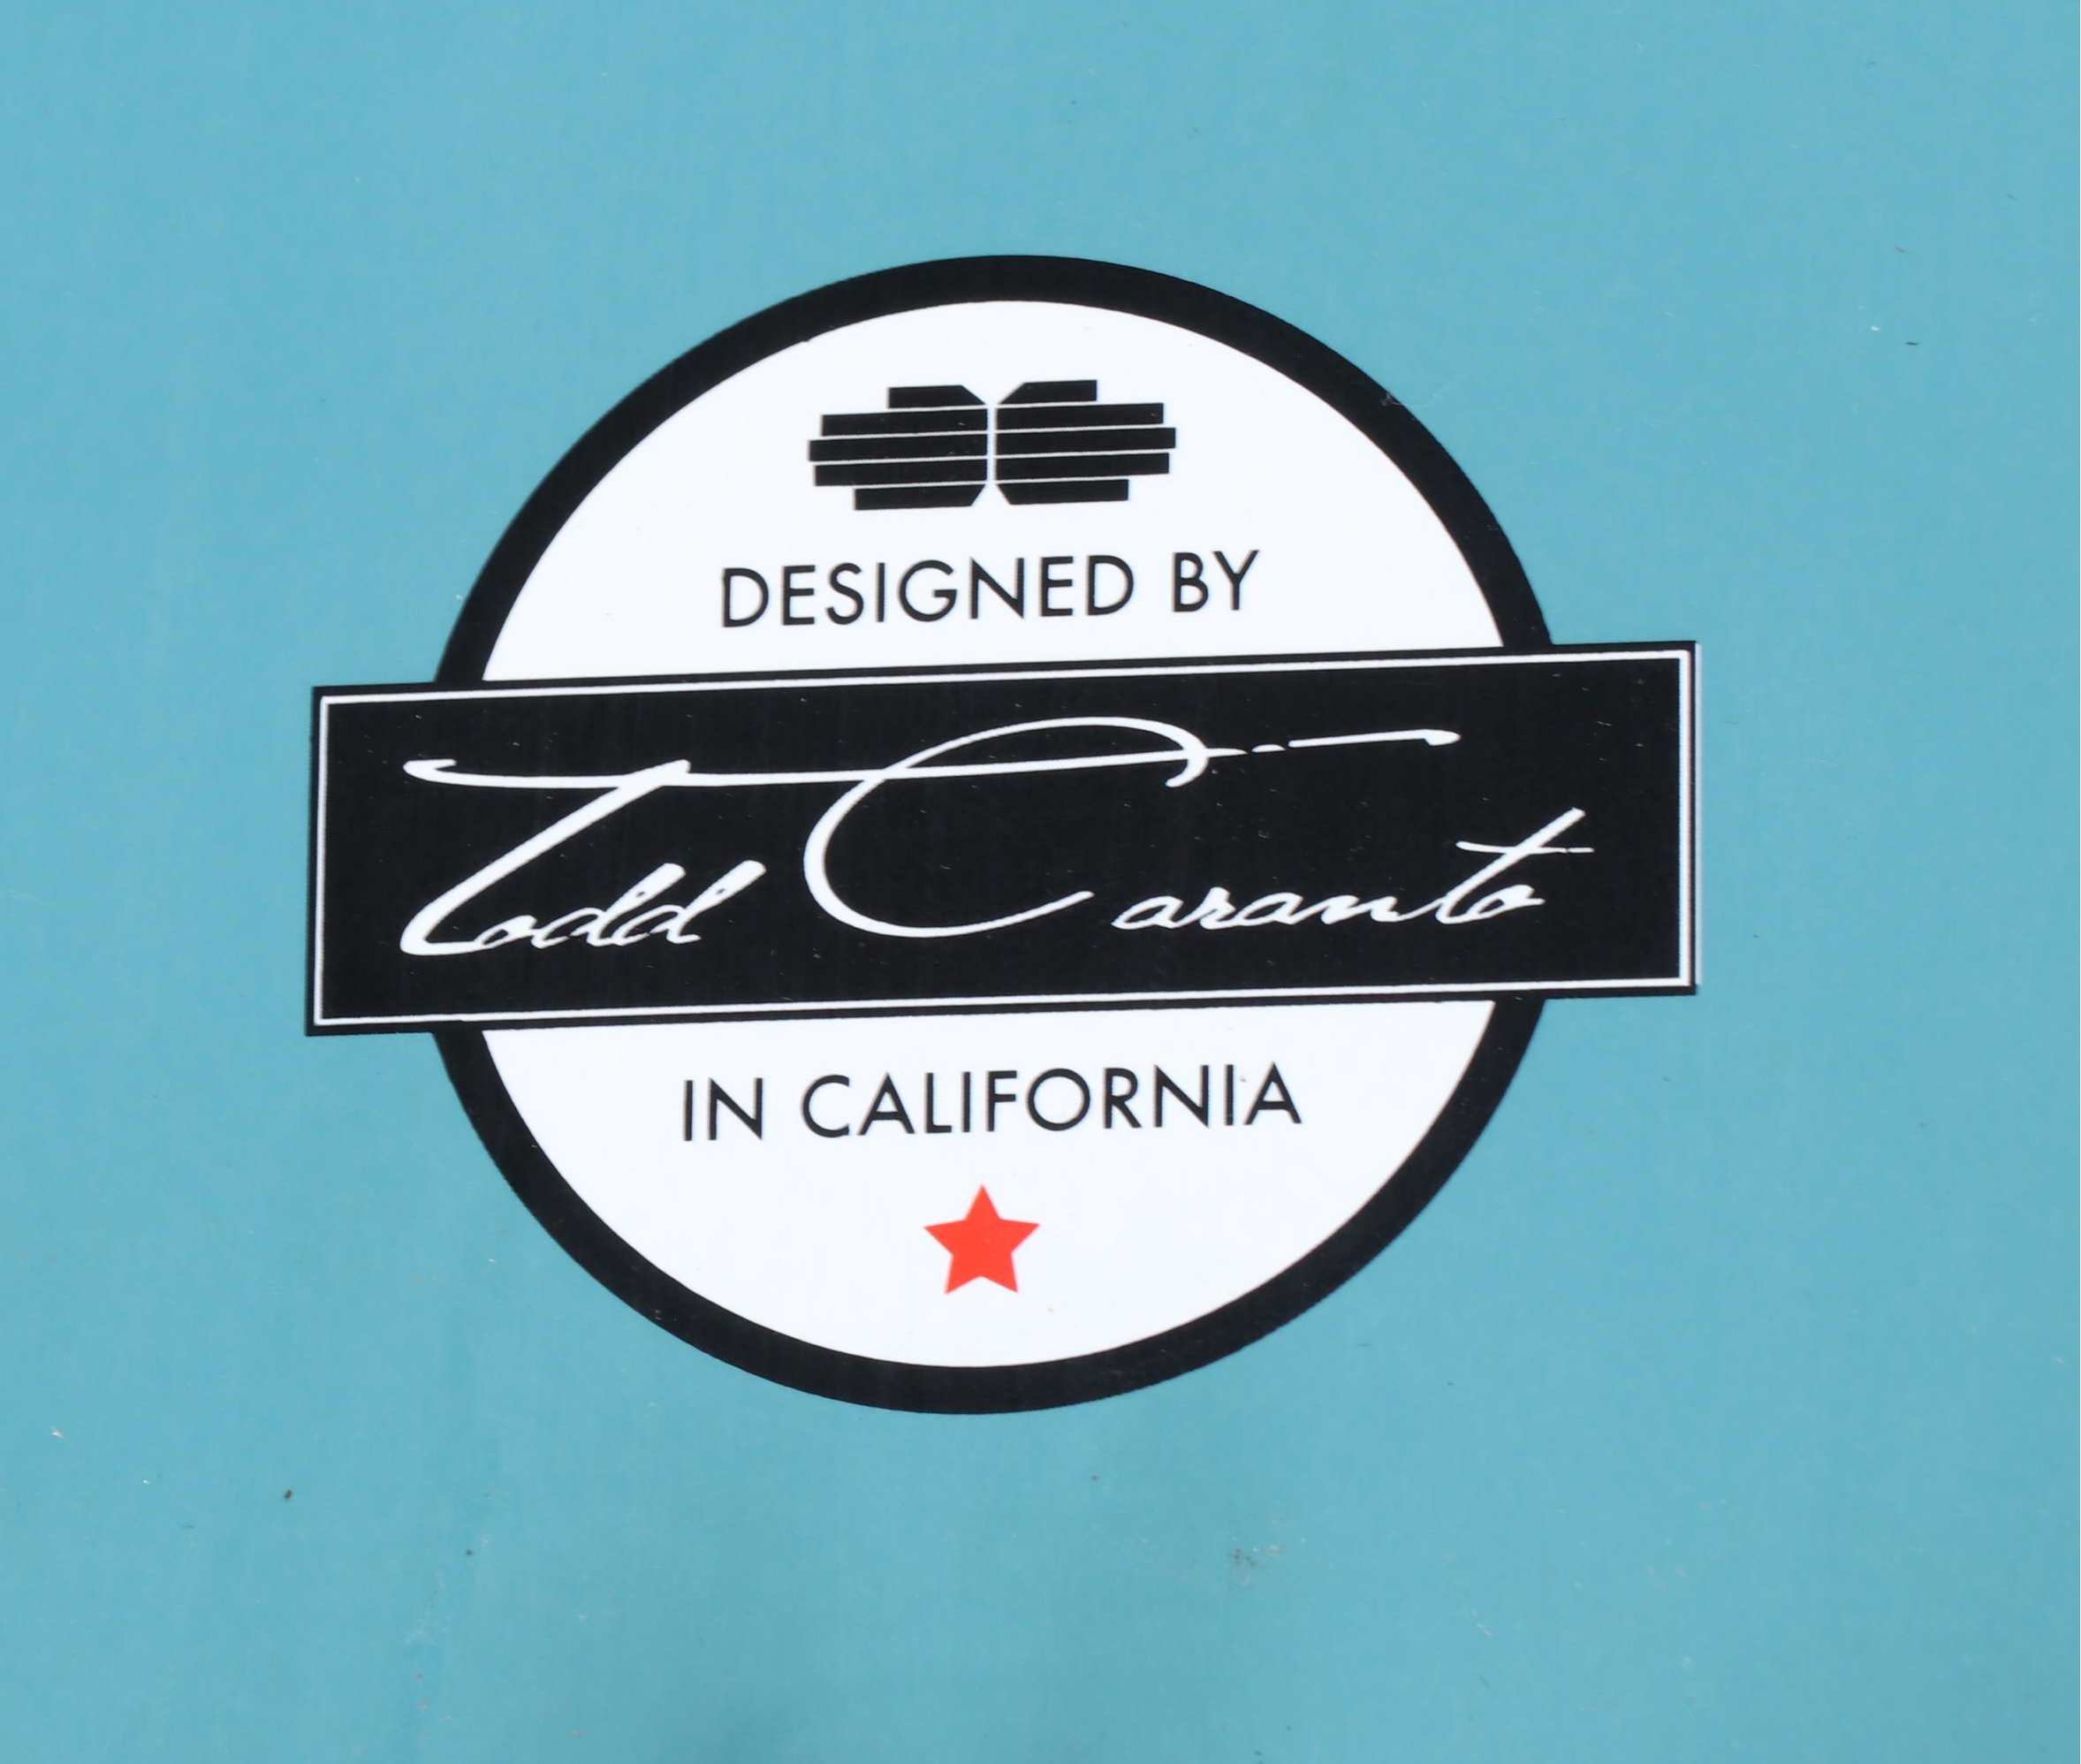 DESIGNED BY
Todd Caranto
IN CALIFORNIA